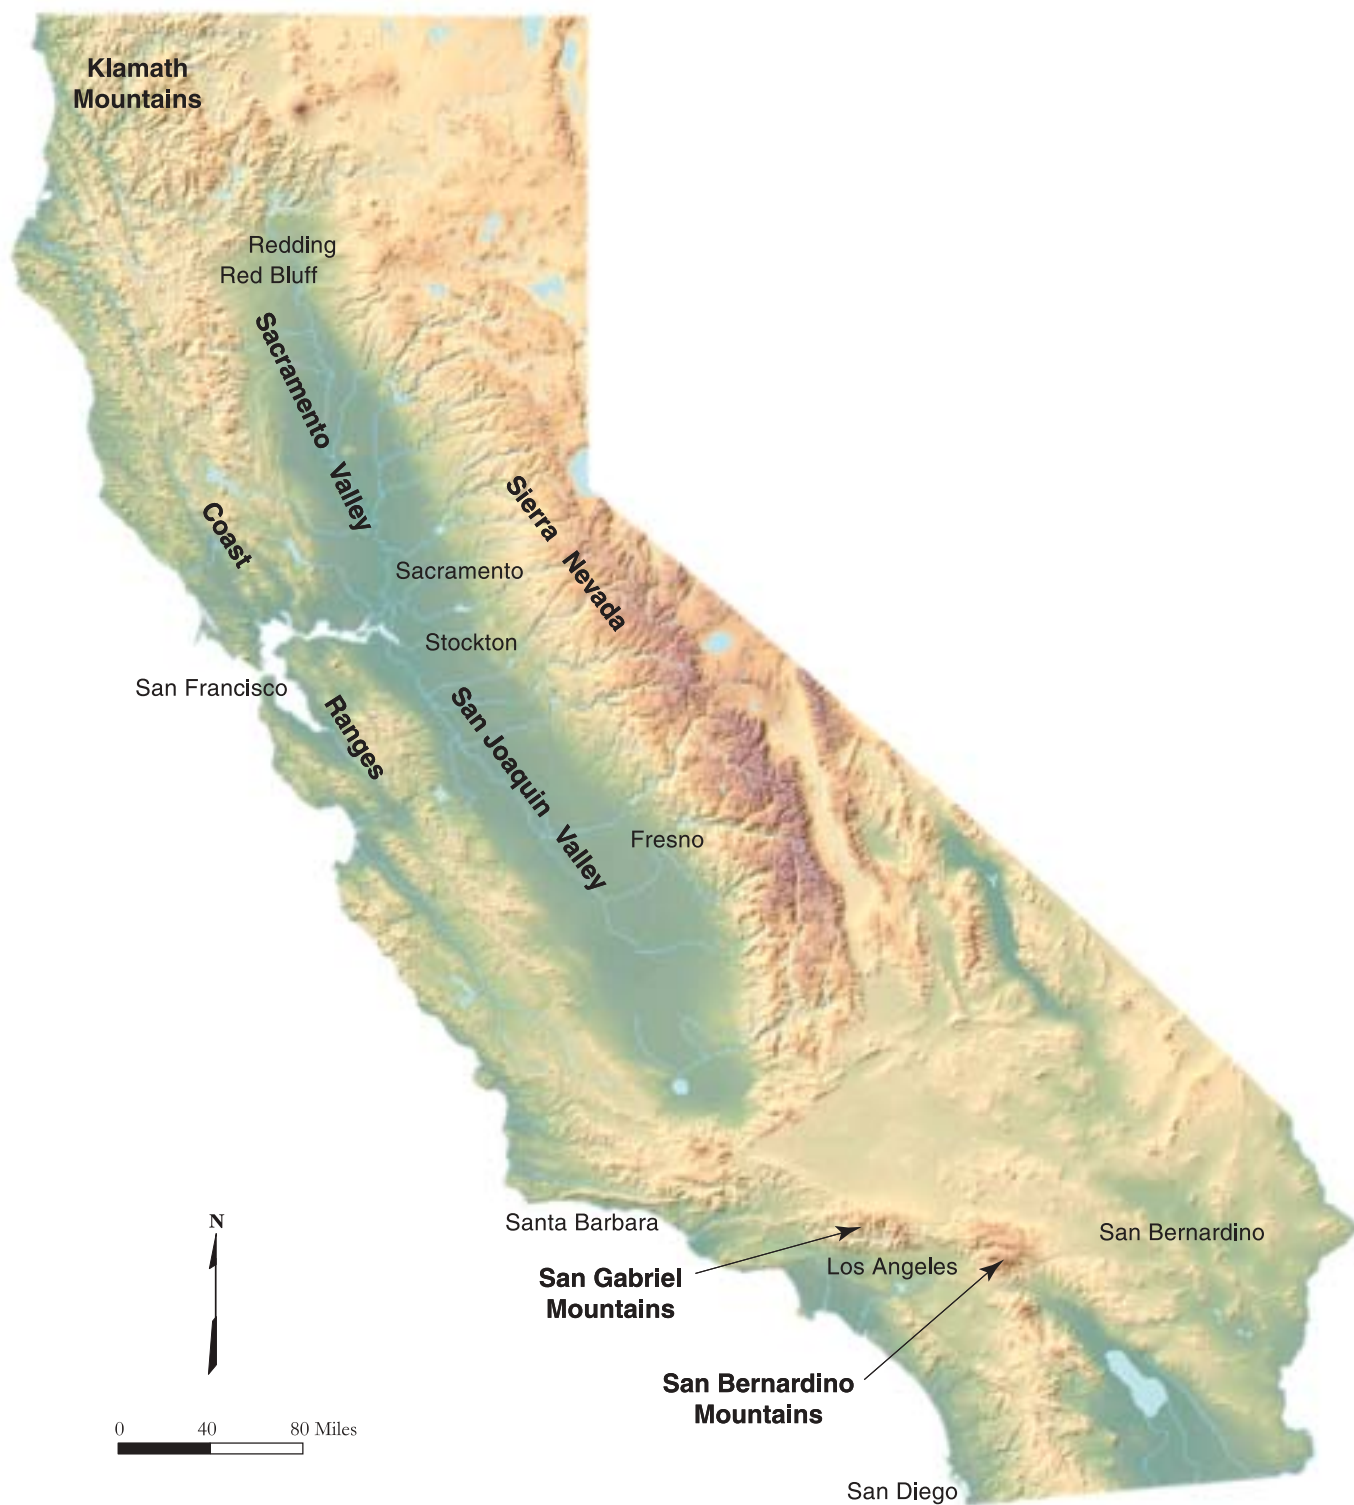 Klamath
Mountains
Redding
Red Bluff
Sacramento Valley
Sierra Nevada
Coast
Sacramento
Stockton
San Francisco
Ranges
San Joaquin Valley
Fresno
N
Santa Barbara
San Bernardino
Los Angeles
San Gabriel
Mountains
San Bernardino
Mountains
0 40 80 Miles
San Diego